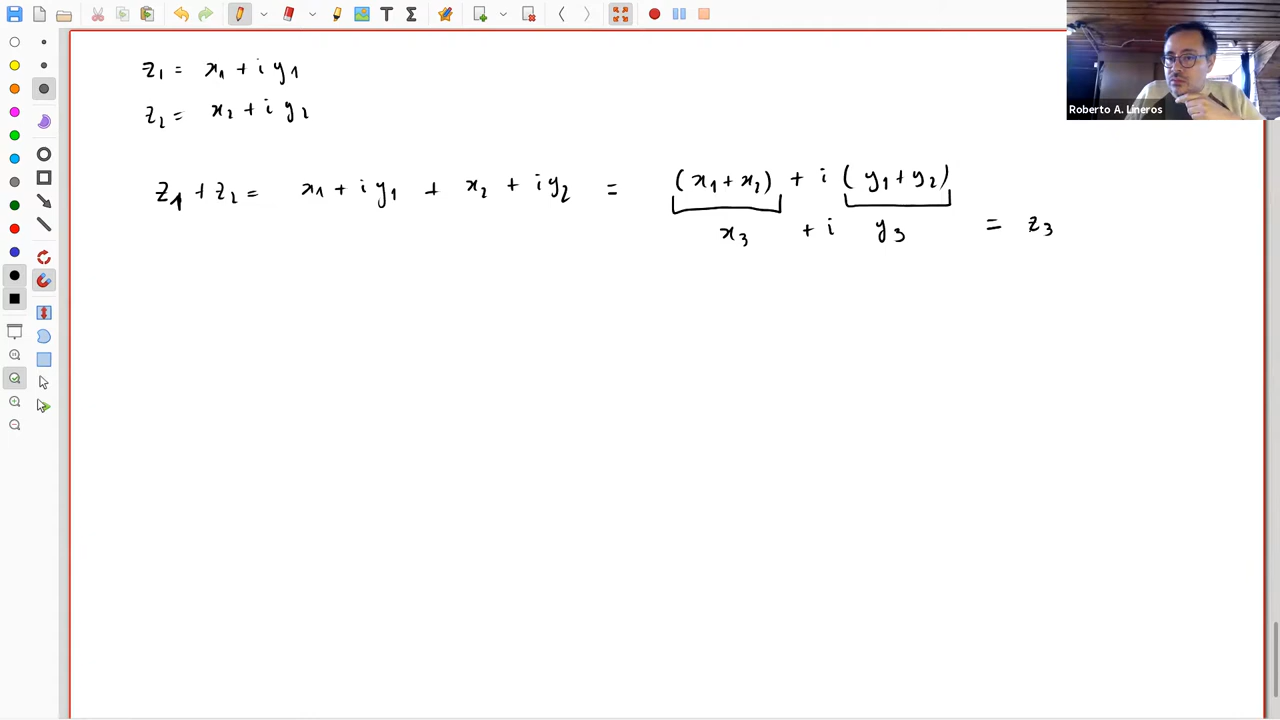 z₁ = x₁ + i y₁
z₂ = x₂ + i y₂
z₁ + z₂ = x₁ + i y₁ + x₂ + i y₂ = (x₁ + x₂) + i (y₁ + y₂)
x₃ + i y₃ = z₃
Roberto A. Lineros